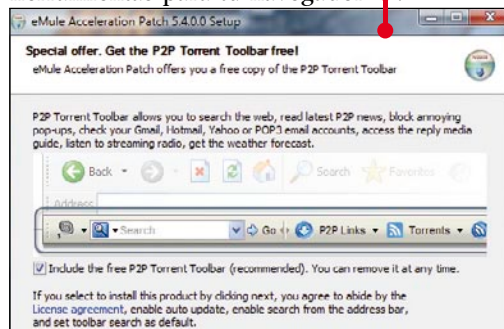 eMule Acceleration Patch 5.4.0.0 Setup
Special offer. Get the P2P Torrent Toolbar free!
eMule Acceleration Patch offers you a free copy of the P2P Torrent Toolbar
P2P Torrent Toolbar allows you to search the web, read latest P2P news, block annoying
pop-ups, check your Gmail, Hotmail, Yahoo or POP3 email accounts, access the reply media
guide, listen to streaming radio, get the weather forecast.
Back Search Favorites
Address
Search Go P2P Links Torrents
Include the free P2P Torrent Toolbar (recommended). You can remove it at any time.
If you select to install this product by clicking next, you agree to abide by the
License agreement, enable auto update, enable search from the address bar,
and set toolbar search as default.